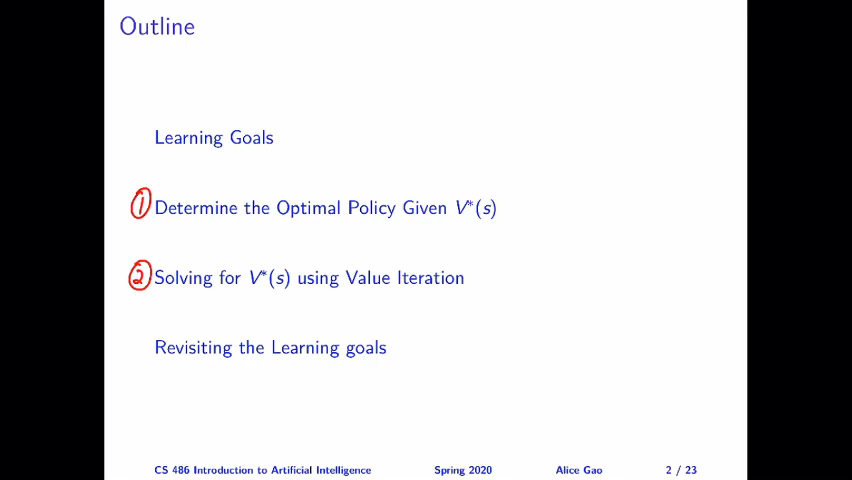 Outline
Learning Goals
① Determine the Optimal Policy Given V*(s)
② Solving for V*(s) using Value Iteration
Revisiting the Learning goals
CS 486 Introduction to Artificial Intelligence Spring 2020 Alice Gao 2 / 23